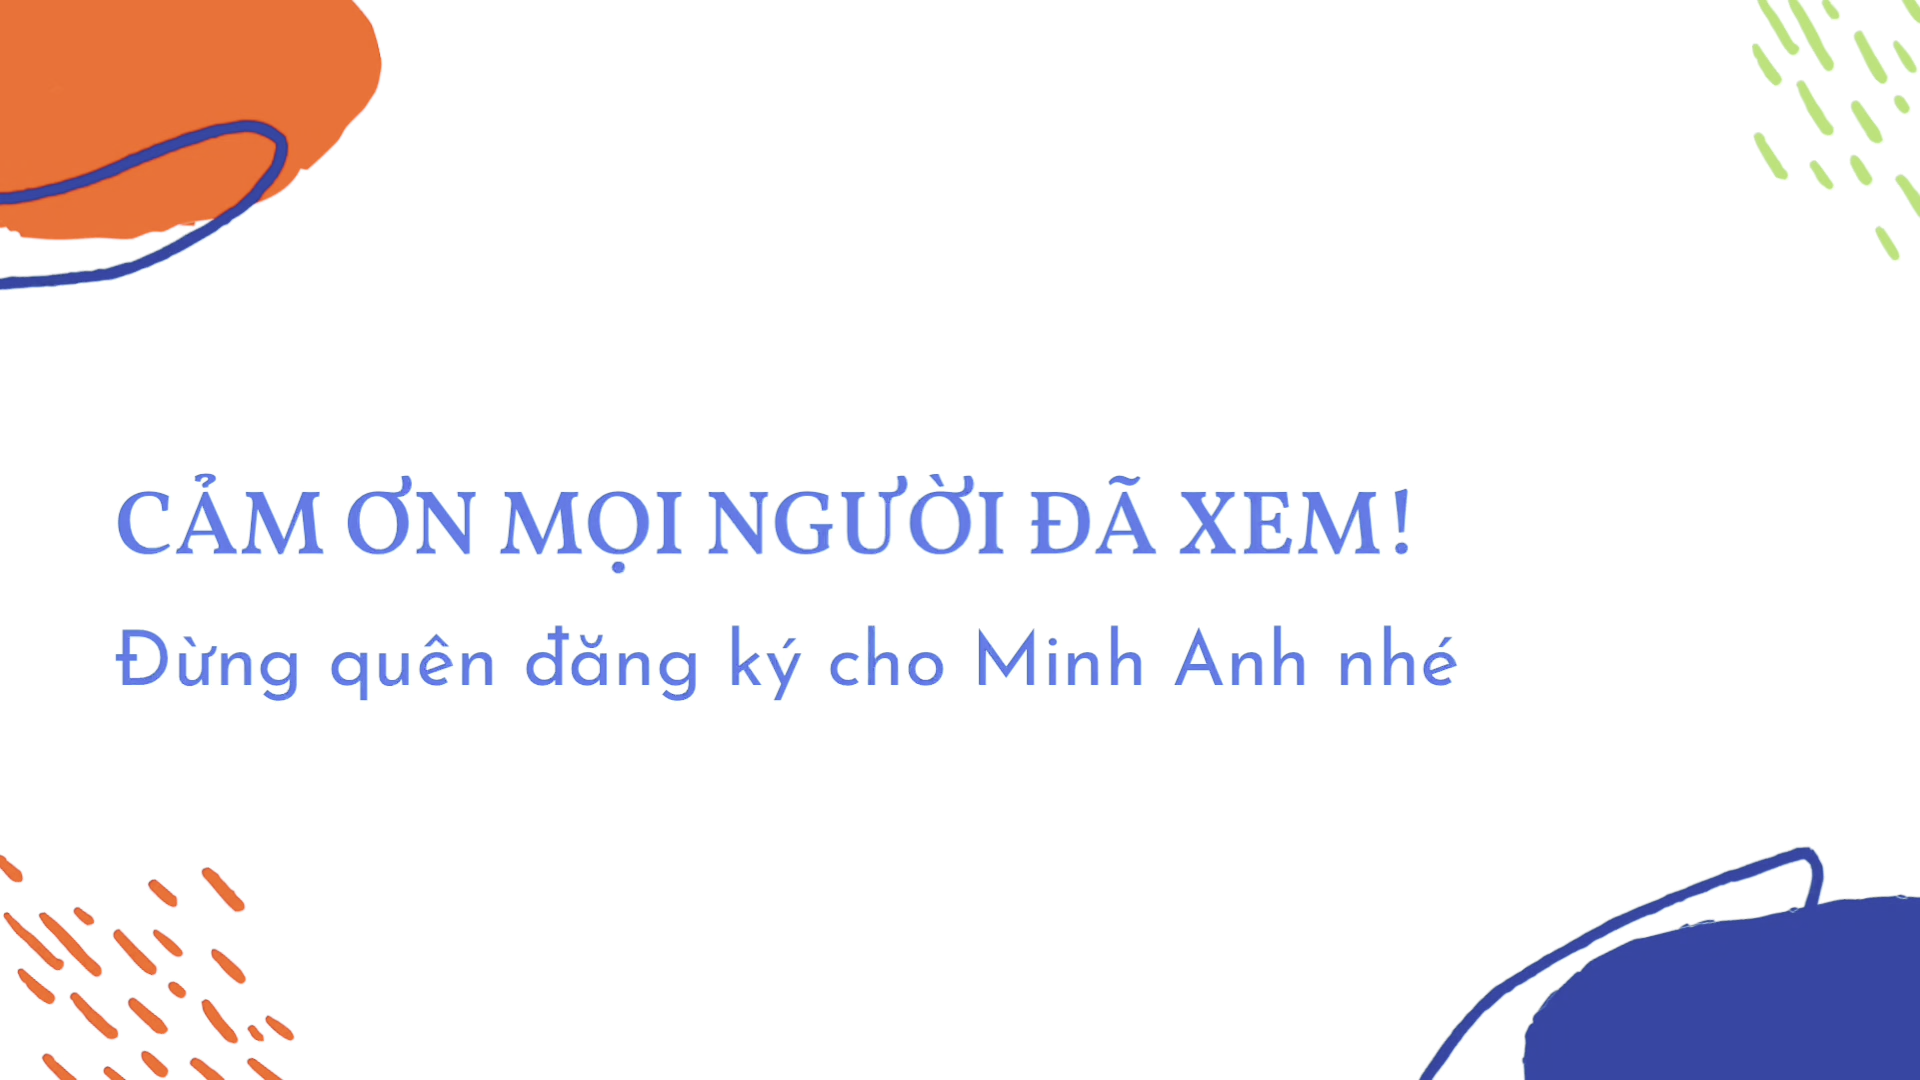 CẢM ƠN MỌI NGƯỜI ĐÃ XEM!
Đừng quên đăng ký cho Minh Anh nhé